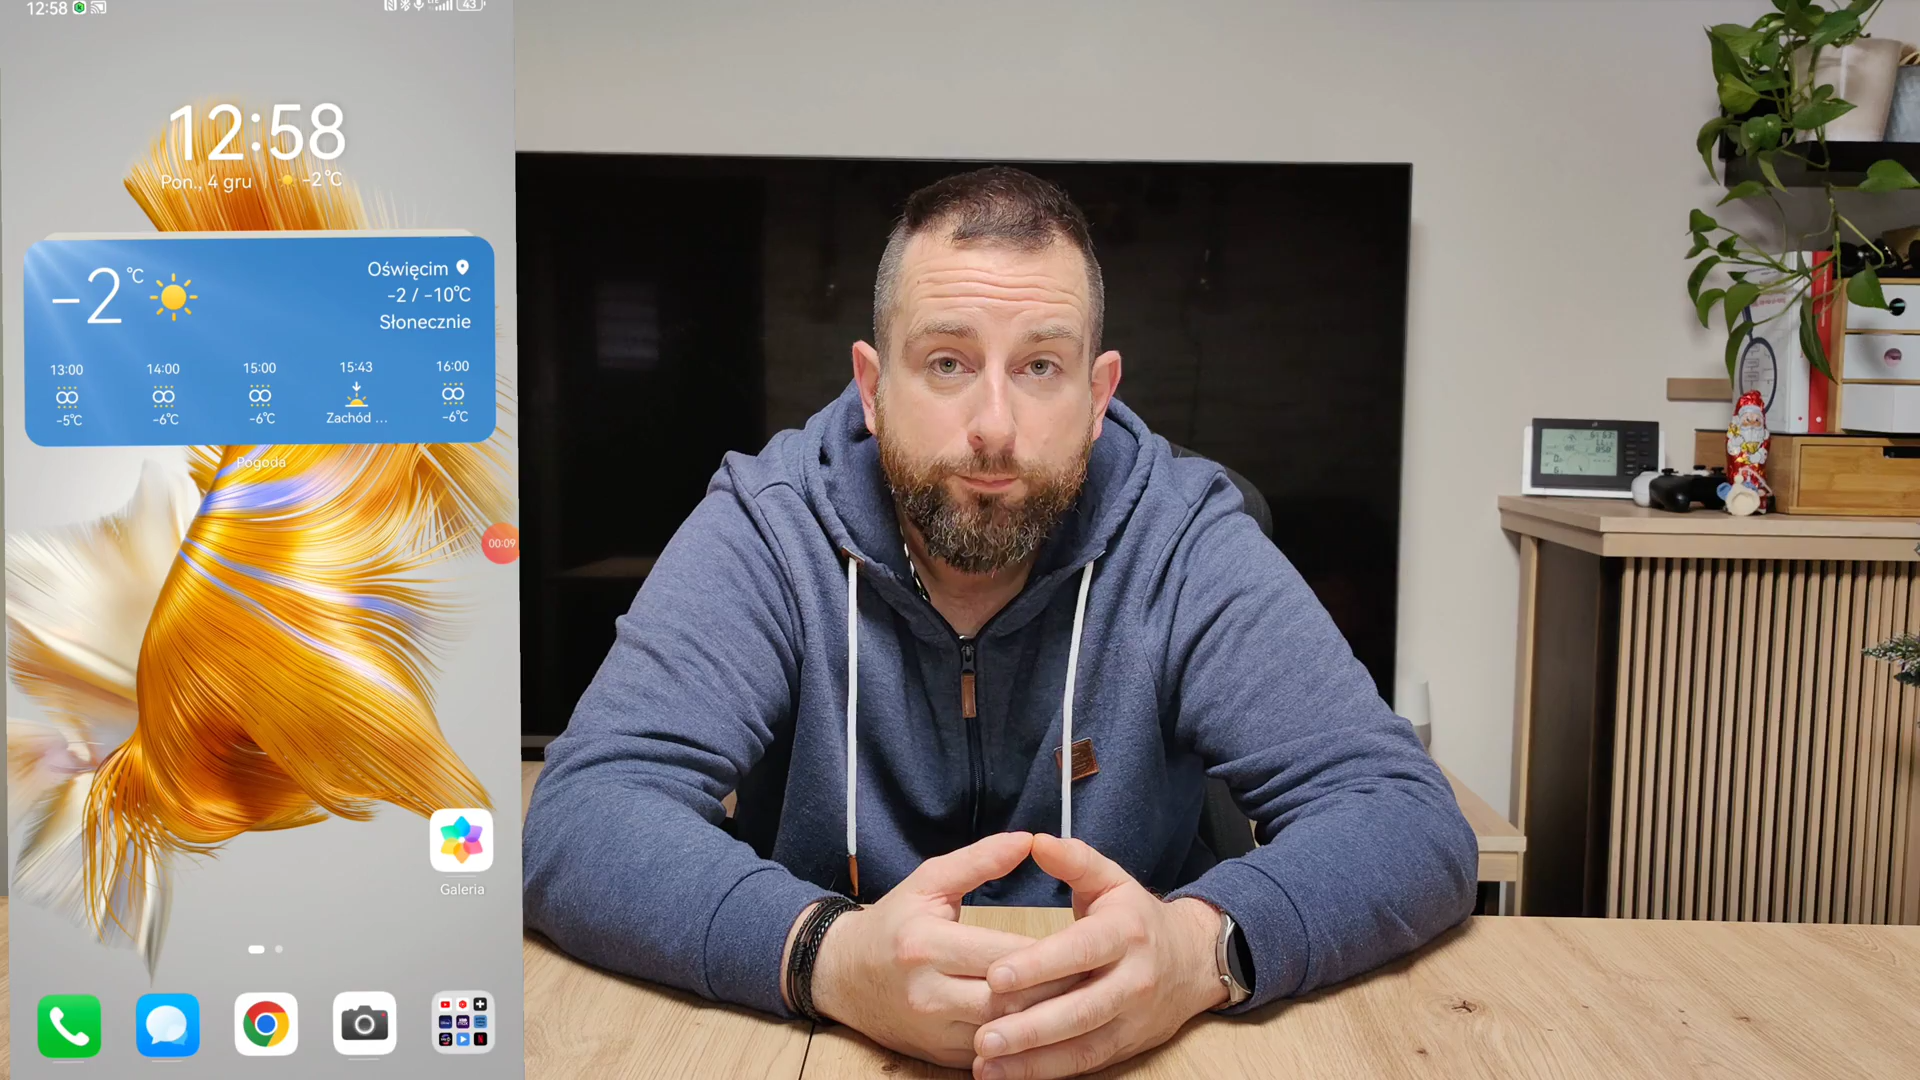 12:58
43
12:58
Pon., 4 gru | -2°C
-2°C
Oświęcim
-2 / -10°C
Słonecznie
13:00 14:00 15:00 15:43 16:00
-5°C -6°C -6°C Zachód ... -6°C
Pogoda
00:09
Galeria